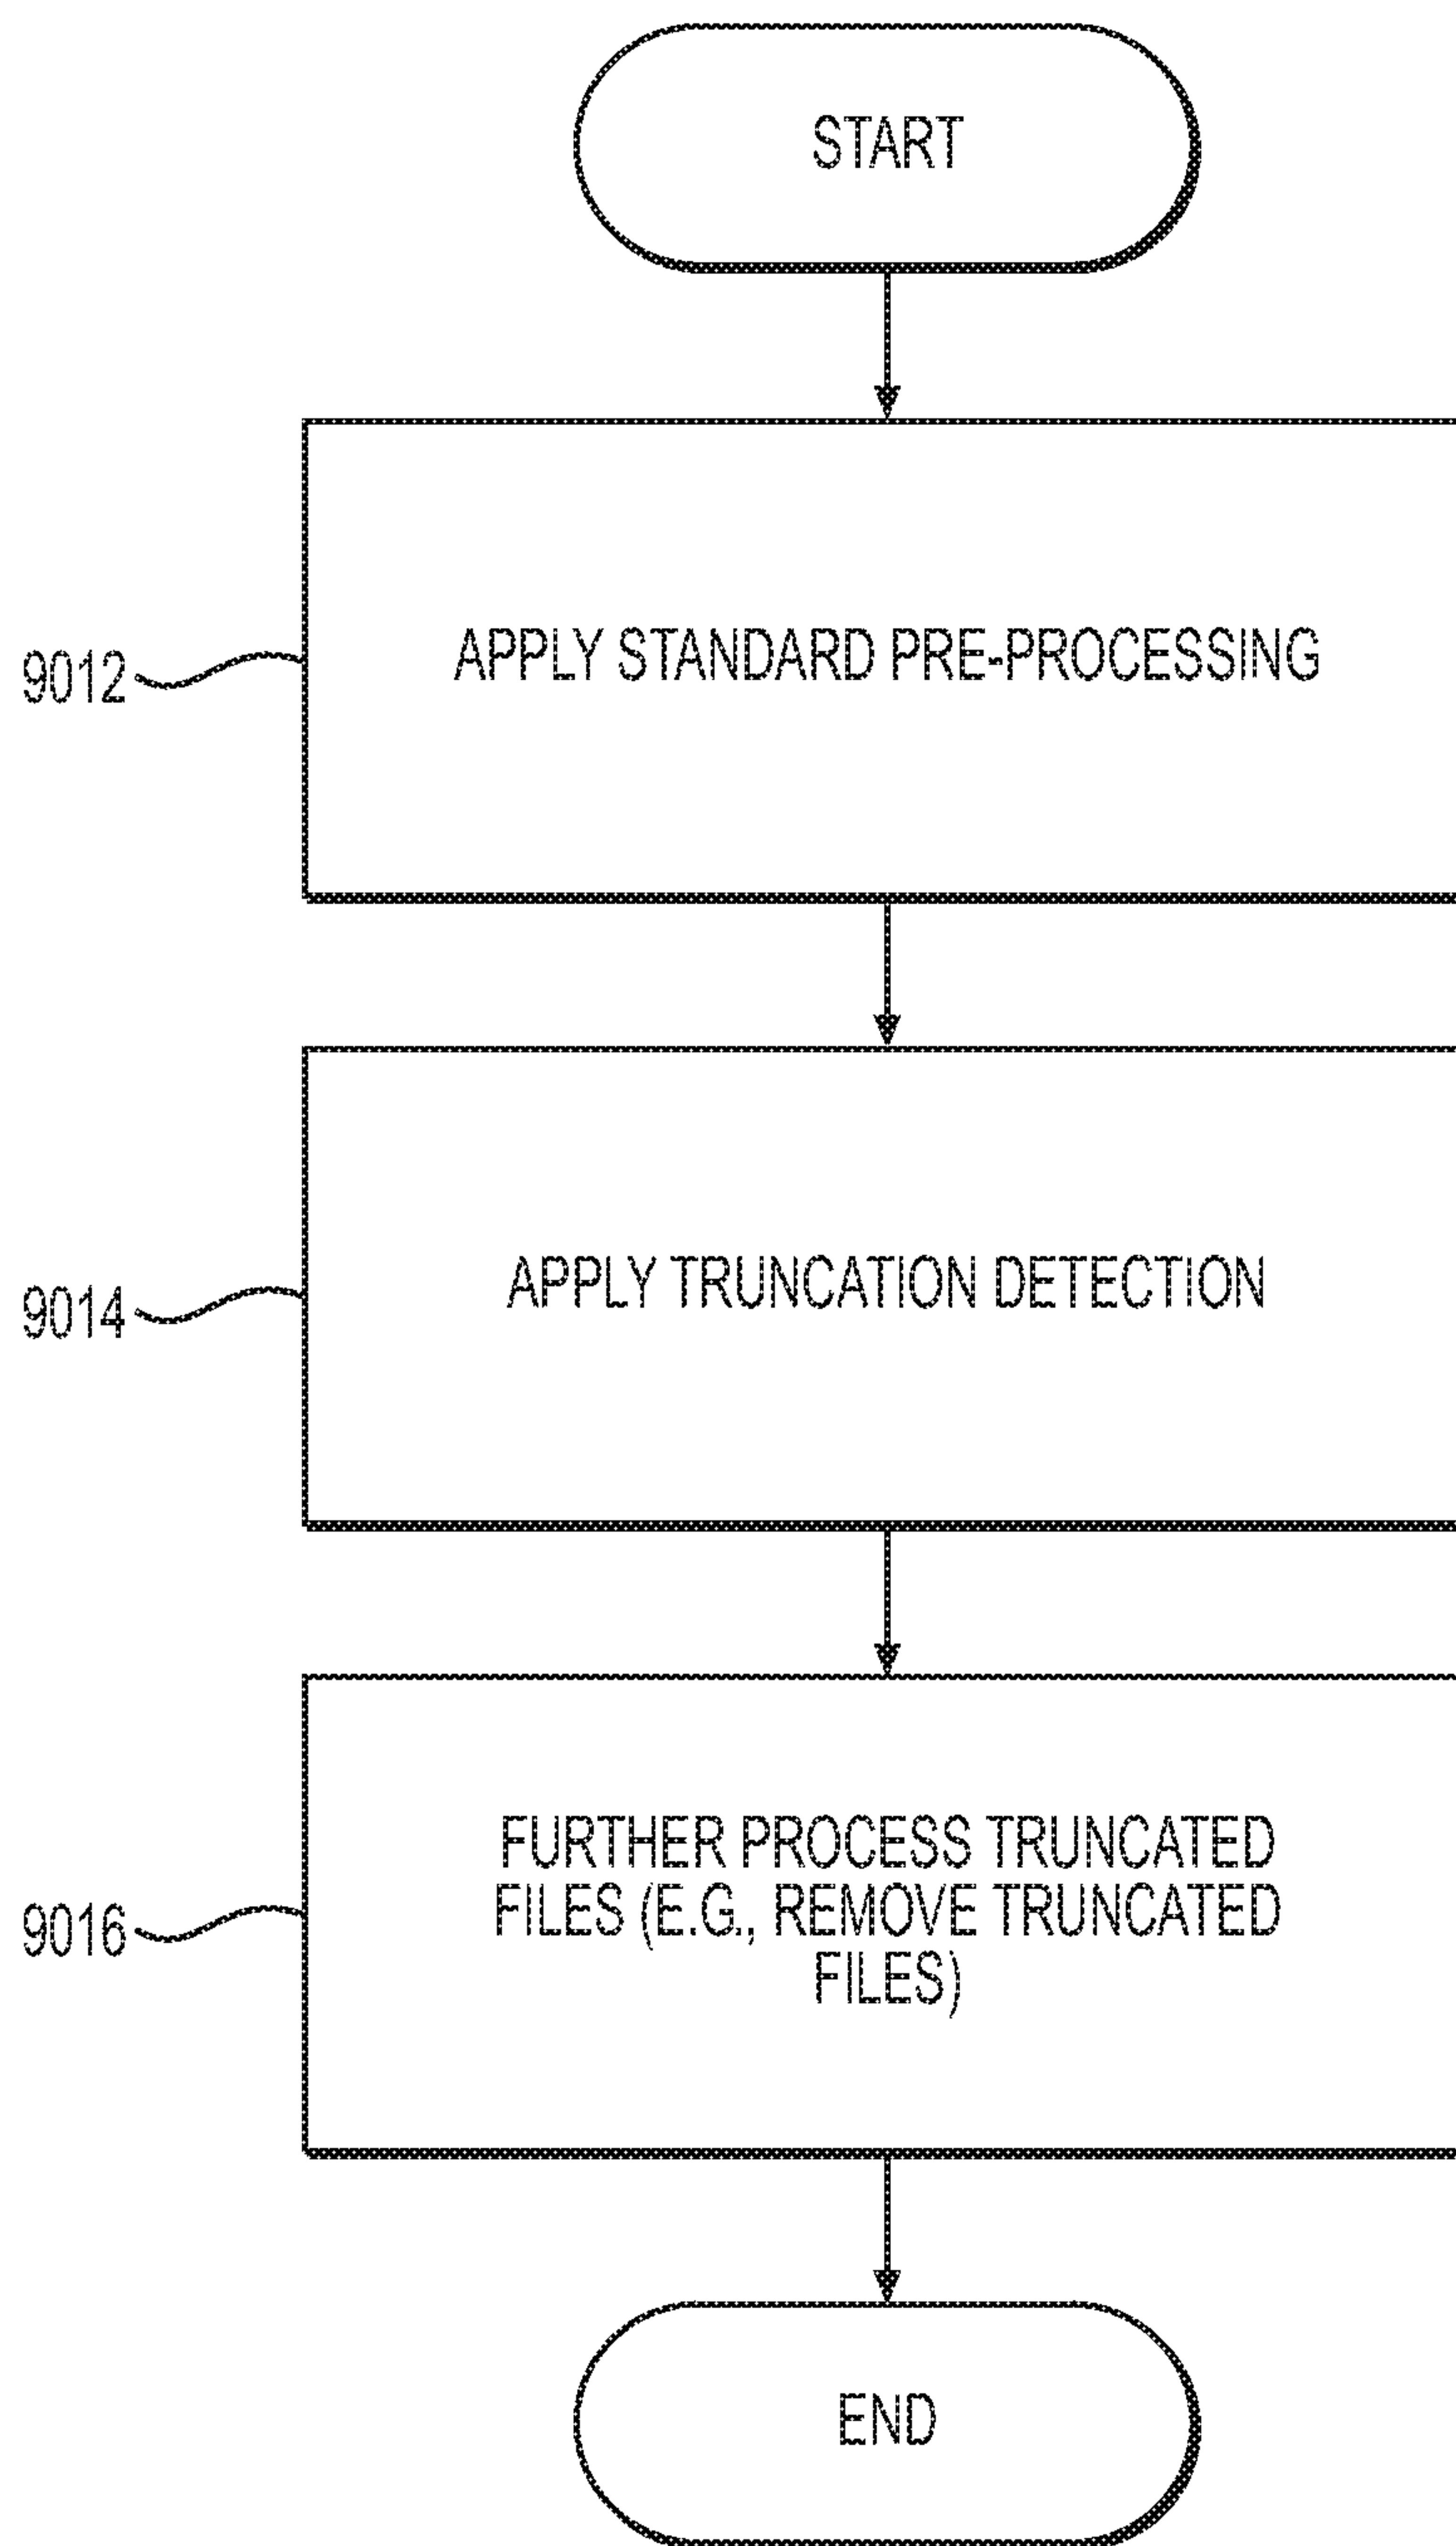 START
9012
APPLY STANDARD PRE-PROCESSING
9014
APPLY TRUNCATION DETECTION
9016
FURTHER PROCESS TRUNCATED
FILES (E.G., REMOVE TRUNCATED
FILES)
END